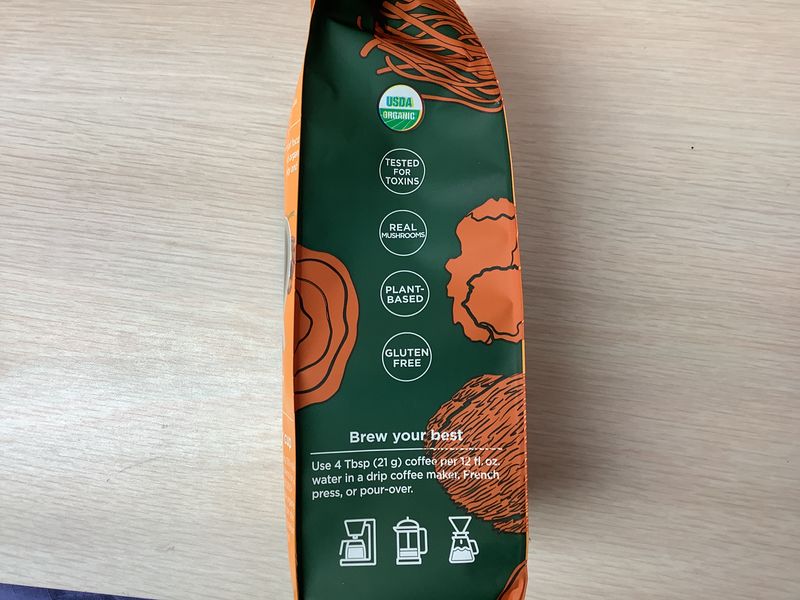 USDA
ORGANIC
TESTED
FOR
TOXINS
REAL
MUSHROOMS
PLANT-
BASED
GLUTEN
FREE
Brew your best
Use 4 Tbsp (21 g) coffee per 12 fl. oz.
water in a drip coffee maker, French
press, or pour-over.